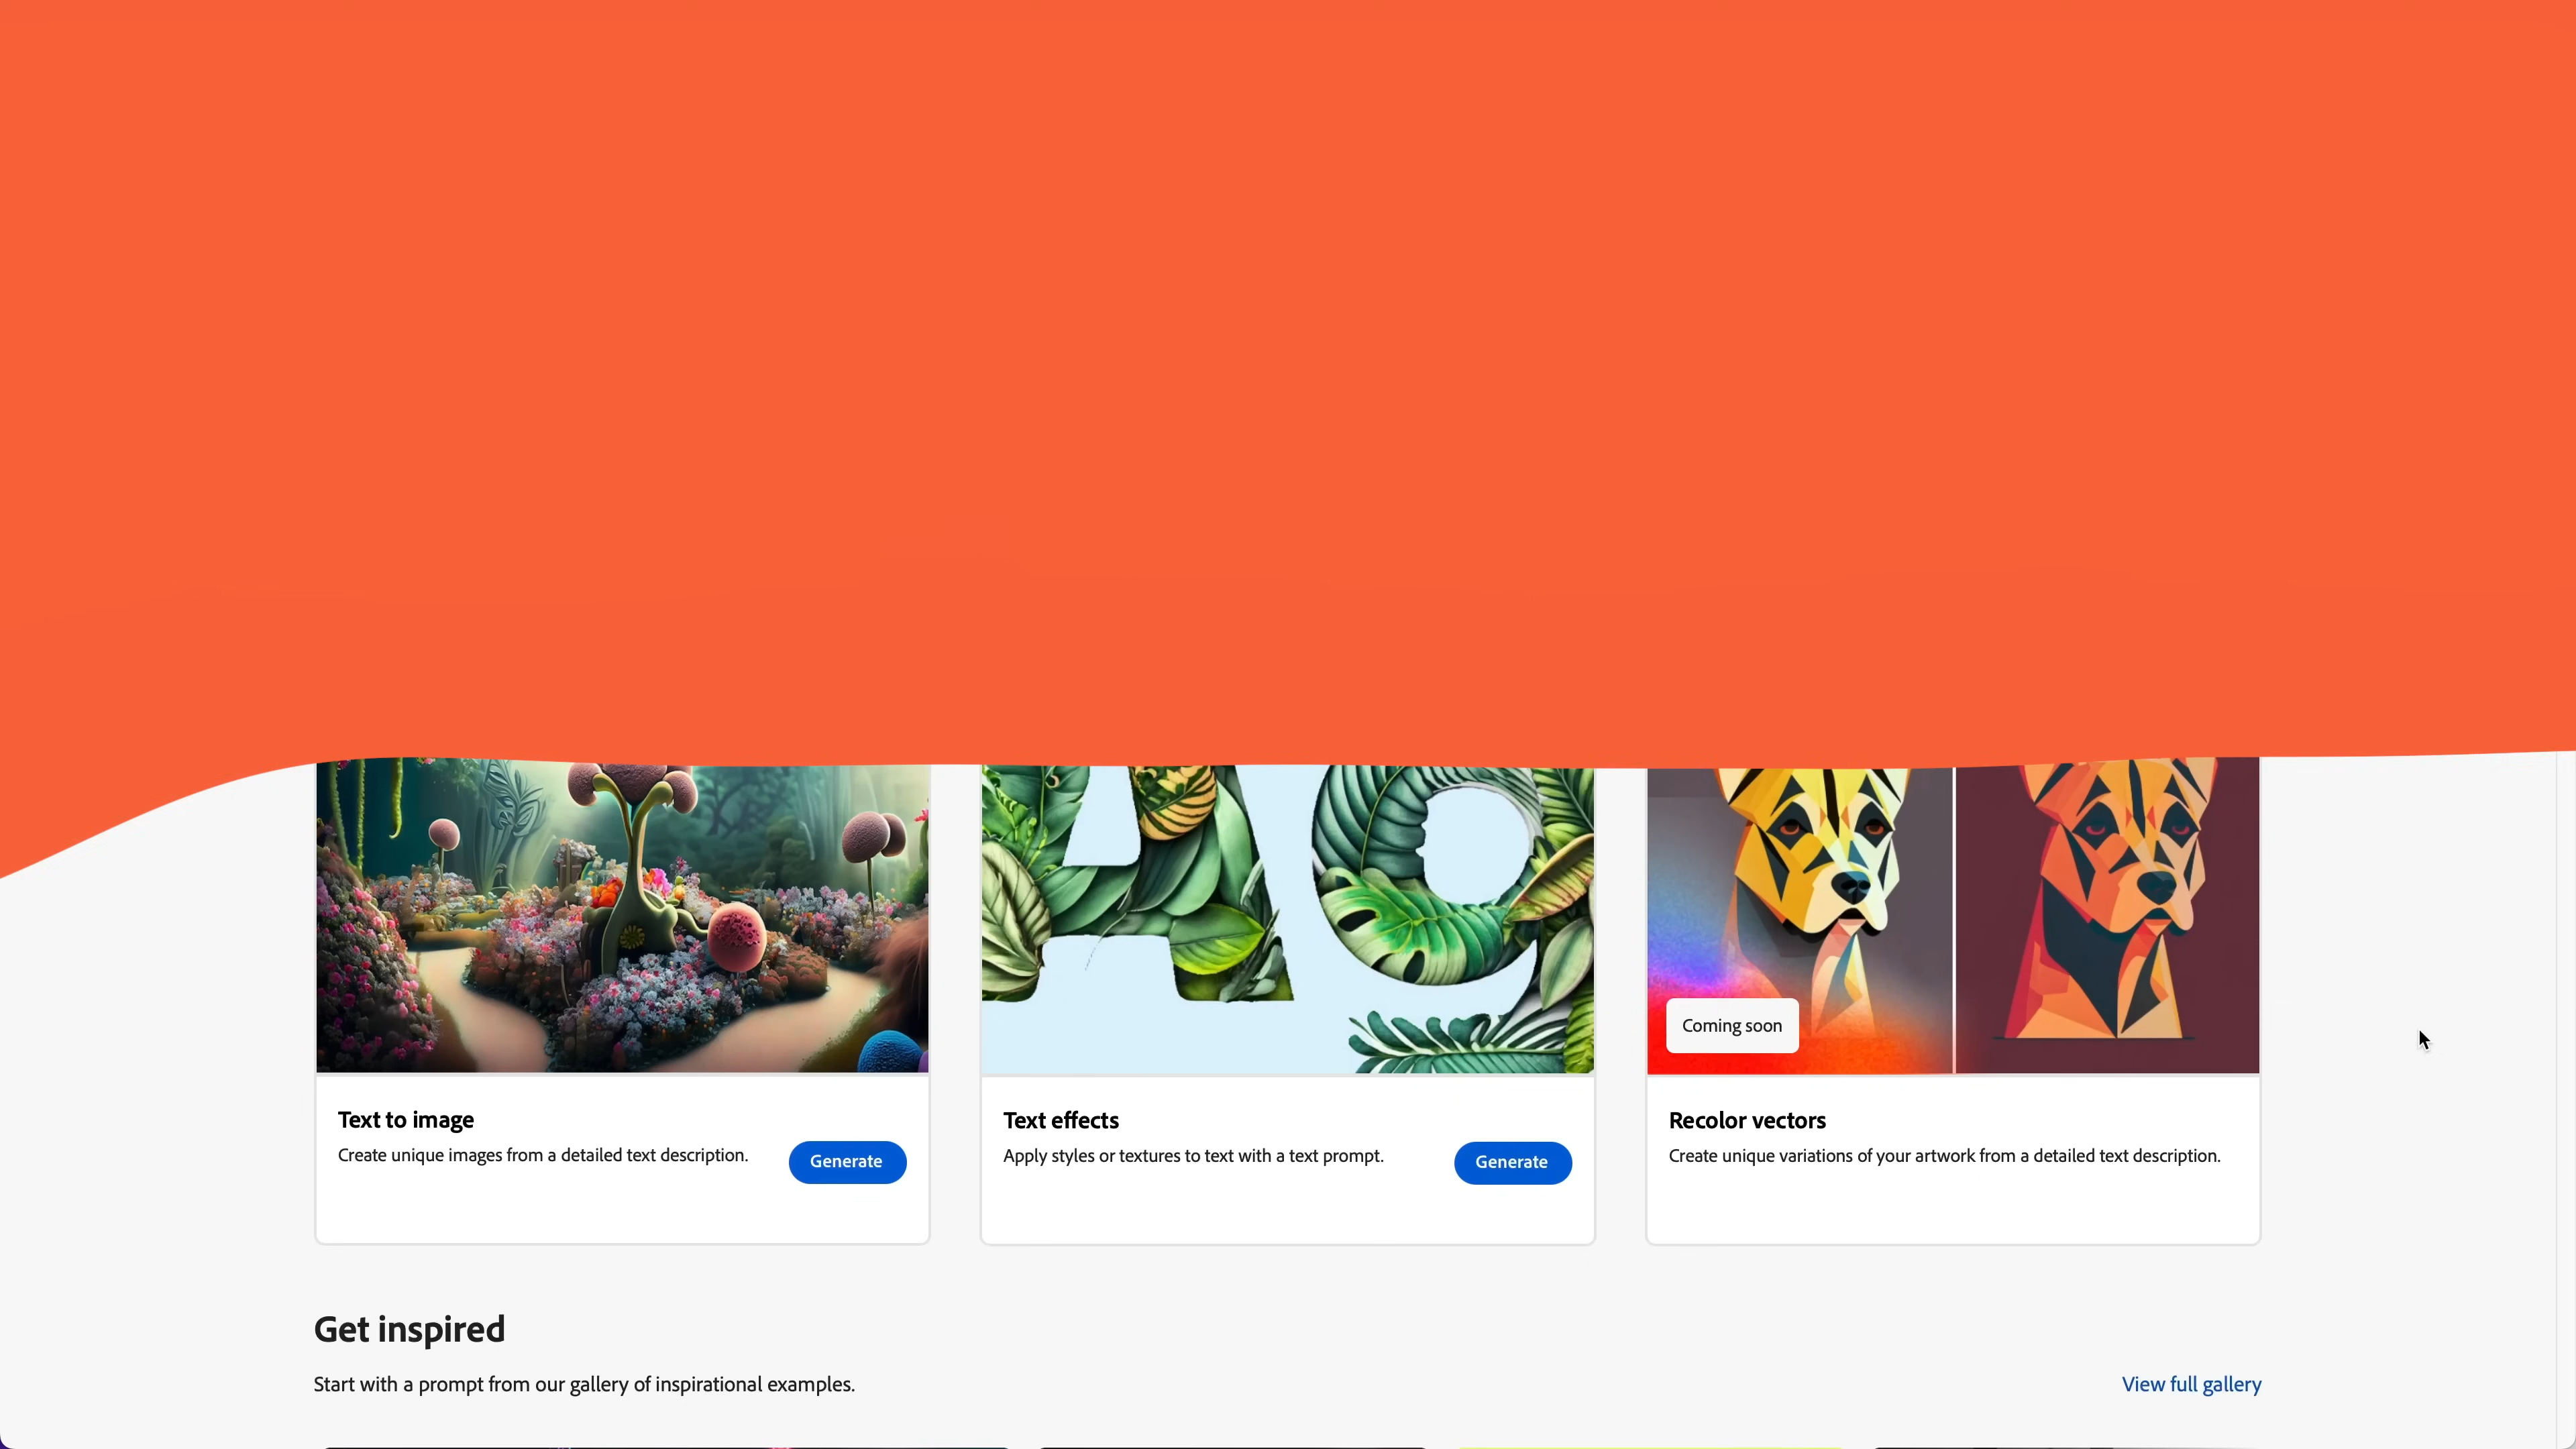 Coming soon
Text to image
Create unique images from a detailed text description.
Generate
Text effects
Apply styles or textures to text with a text prompt.
Generate
Recolor vectors
Create unique variations of your artwork from a detailed text description.
Get inspired
Start with a prompt from our gallery of inspirational examples.
View full gallery